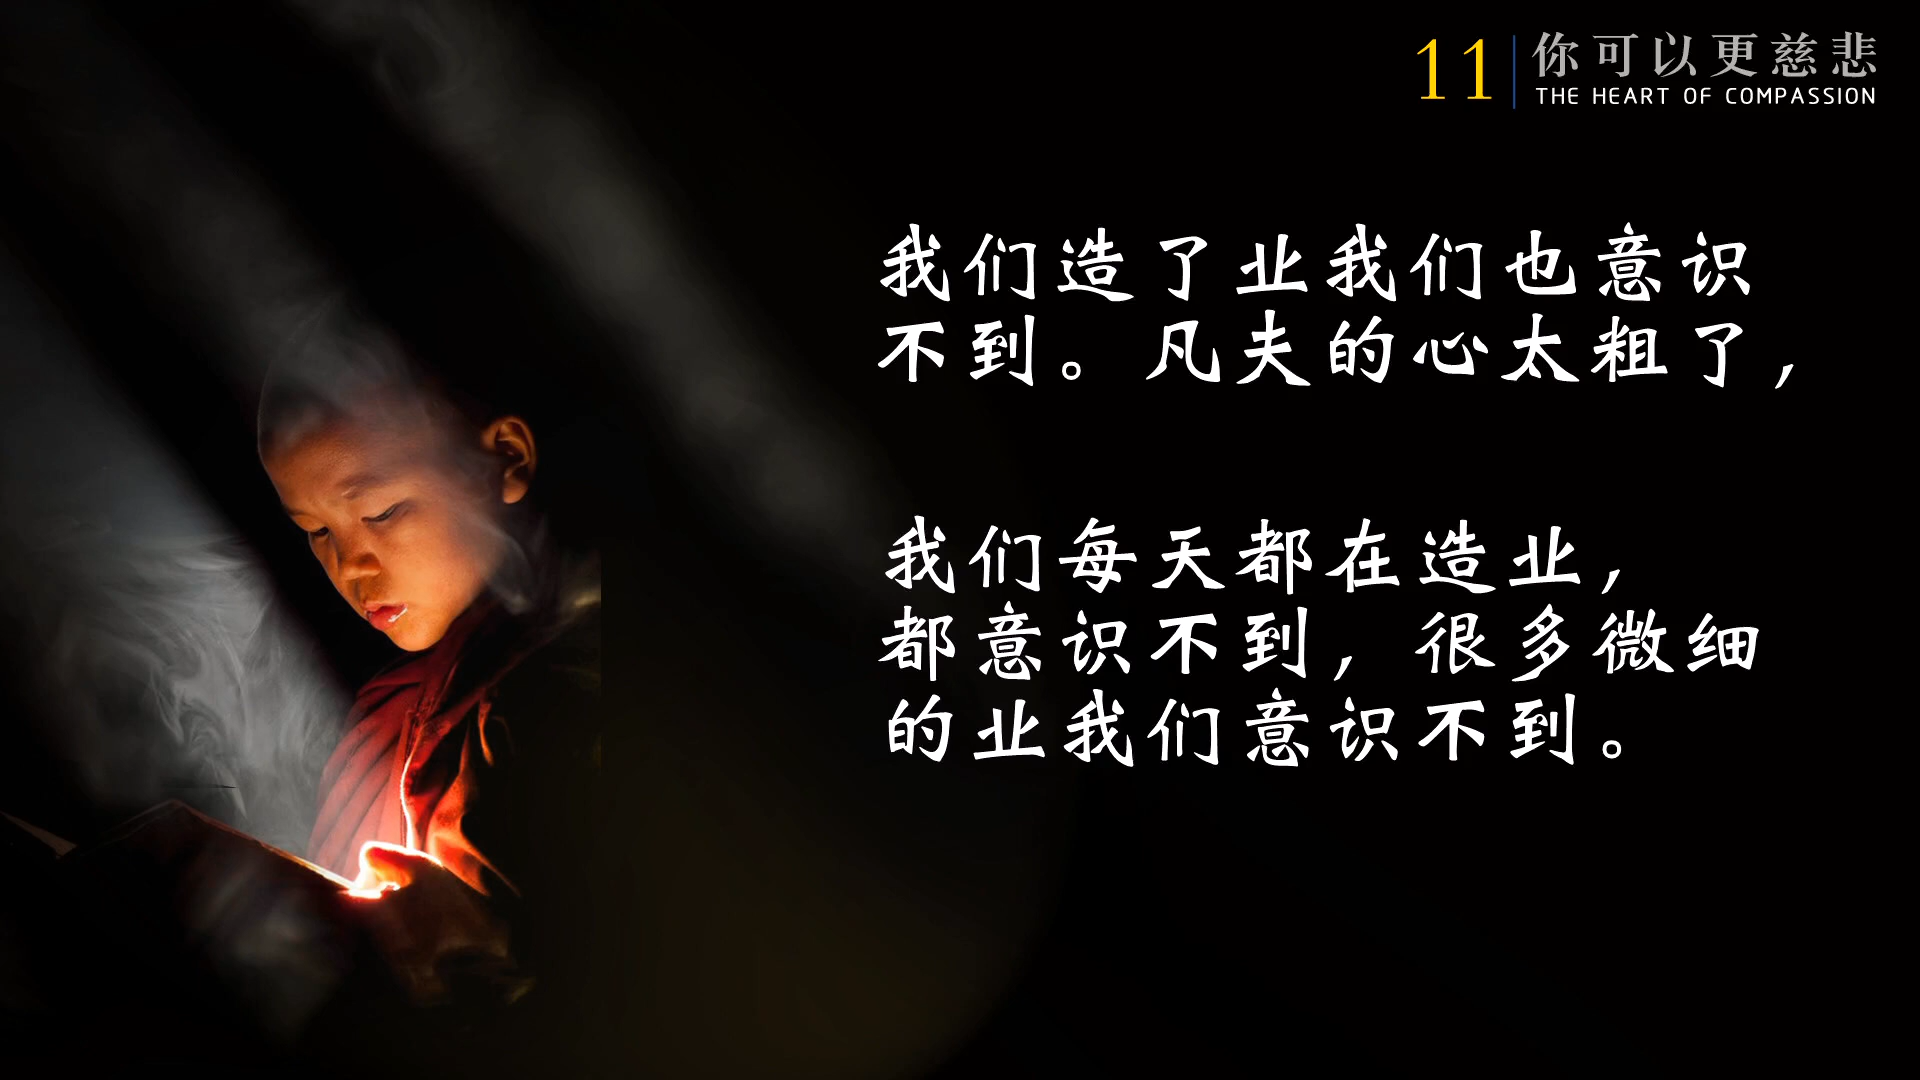 11
你可以更慈悲
THE HEART OF COMPASSION
我们造了业我们也意识
不到。凡夫的心太粗了，
我们每天都在造业，
都意识不到，很多微细
的业我们意识不到。